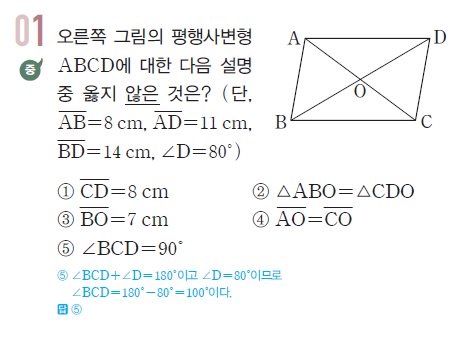 01 오른쪽 그림의 평행사변형
중 ABCD에 대한 다음 설명
중 옳지 않은 것은? (단,
AB=8 cm, AD=11 cm,
BD=14 cm, ∠D=80°)
A D
O
B C
① CD=8 cm ② △ABO=△CDO
③ BO=7 cm ④ AO=CO
⑤ ∠BCD=90°
⑤ ∠BCD+∠D=180°이고 ∠D=80°이므로
∠BCD=180°-80°=100°이다.
답 ⑤